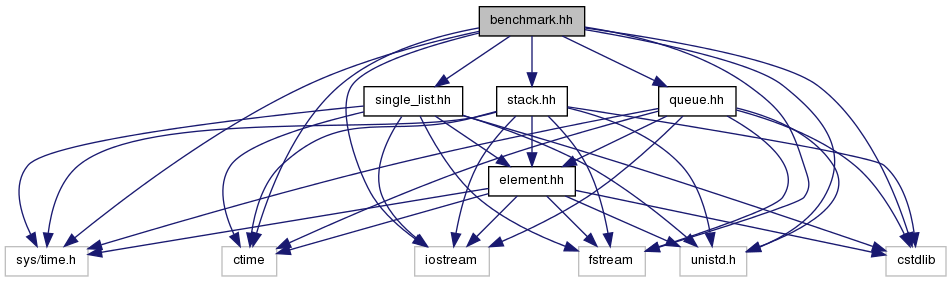 benchmark.hh
single_list.hh
stack.hh
queue.hh
element.hh
sys/time.h
ctime
iostream
fstream
unistd.h
cstdlib